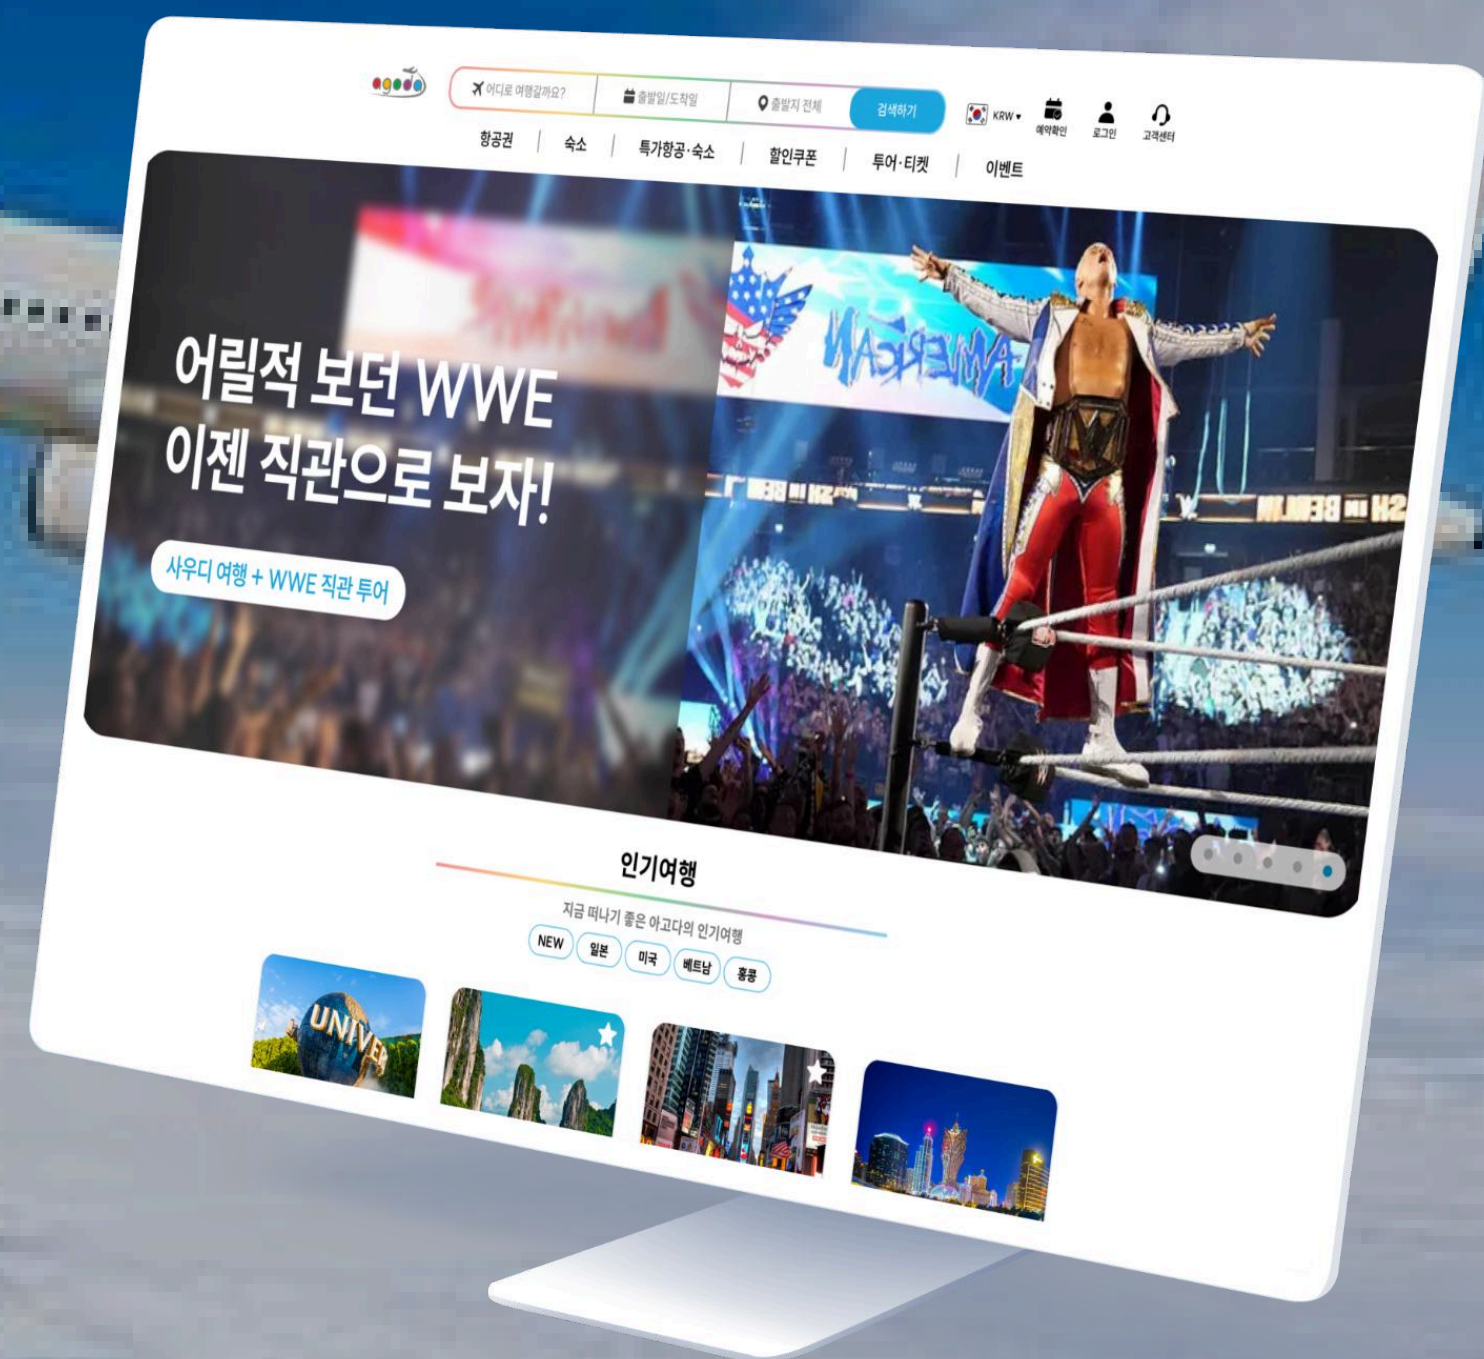 agoda
어디로 여행갈까요?
출발일/도착일
출발지 전체
검색하기
KRW
예약확인
로그인
고객센터
항공권
숙소
특가항공·숙소
할인쿠폰
투어·티켓
이벤트
어릴적 보던 WWE
이젠 직관으로 보자!
사우디 여행 + WWE 직관 투어
AMERICAN
SH IN BERLIN
인기여행
지금 떠나기 좋은 아고다의 인기여행
NEW
일본
미국
베트남
홍콩
UNIVER